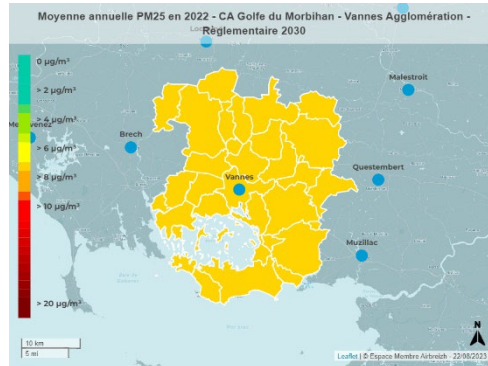 Moyenne annuelle PM25 en 2022 - CA Golfe du Morbihan - Vannes Agglomération -
Règlementaire 2030
0 µg/m³
> 2 µg/m³
> 4 µg/m³
> 6 µg/m³
> 8 µg/m³
> 10 µg/m³
> 20 µg/m³
Malestroit
Brech
Questembert
Vannes
Muzillac
10 km
5 mi
N
Leaflet | © Espace Membre Airbreizh - 22/08/2023